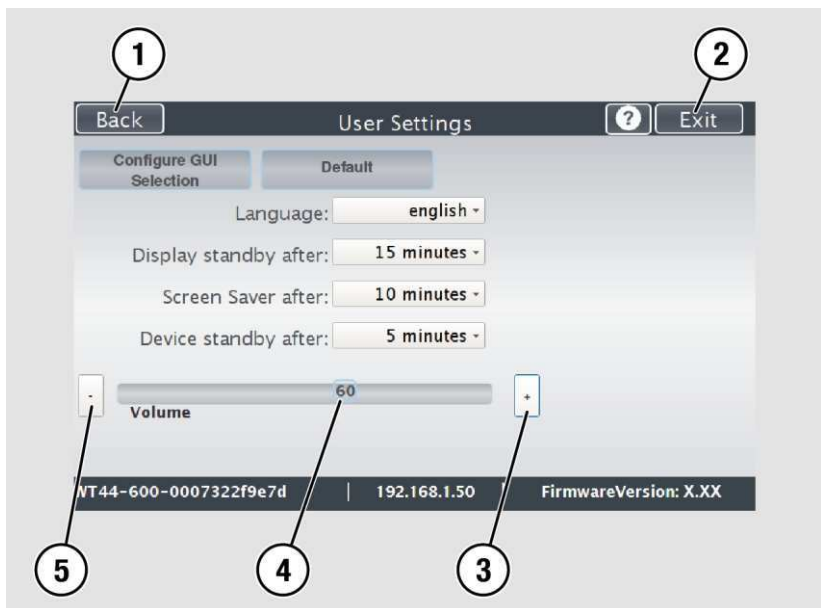 1
2
Back
User Settings
?
Exit
Configure GUI
Selection
Default
Language:
english
Display standby after:
15 minutes
Screen Saver after:
10 minutes
Device standby after:
5 minutes
-
60
+
Volume
WT44-600-0007322f9e7d | 192.168.1.50 | FirmwareVersion: X.XX
5
4
3